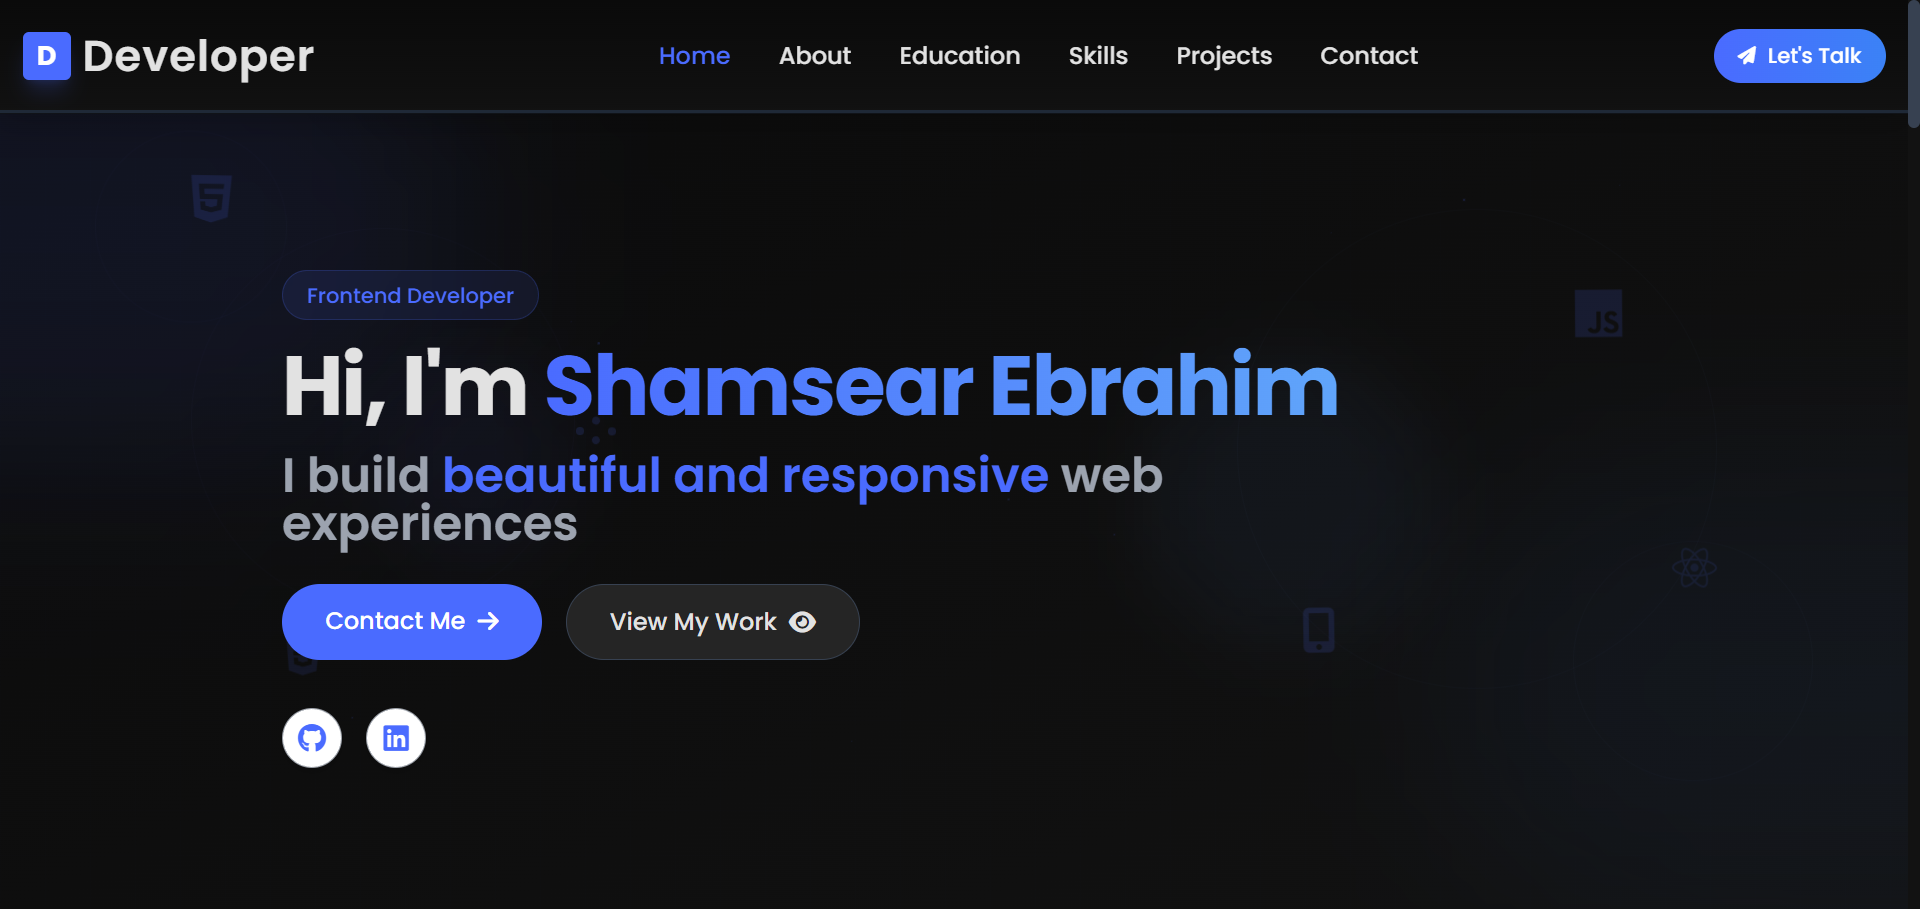 D Developer
Home About Education Skills Projects Contact
Let's Talk
5
JS
Frontend Developer
Hi, I'm Shamsear Ebrahim
I build beautiful and responsive web
experiences
Contact Me
View My Work
in